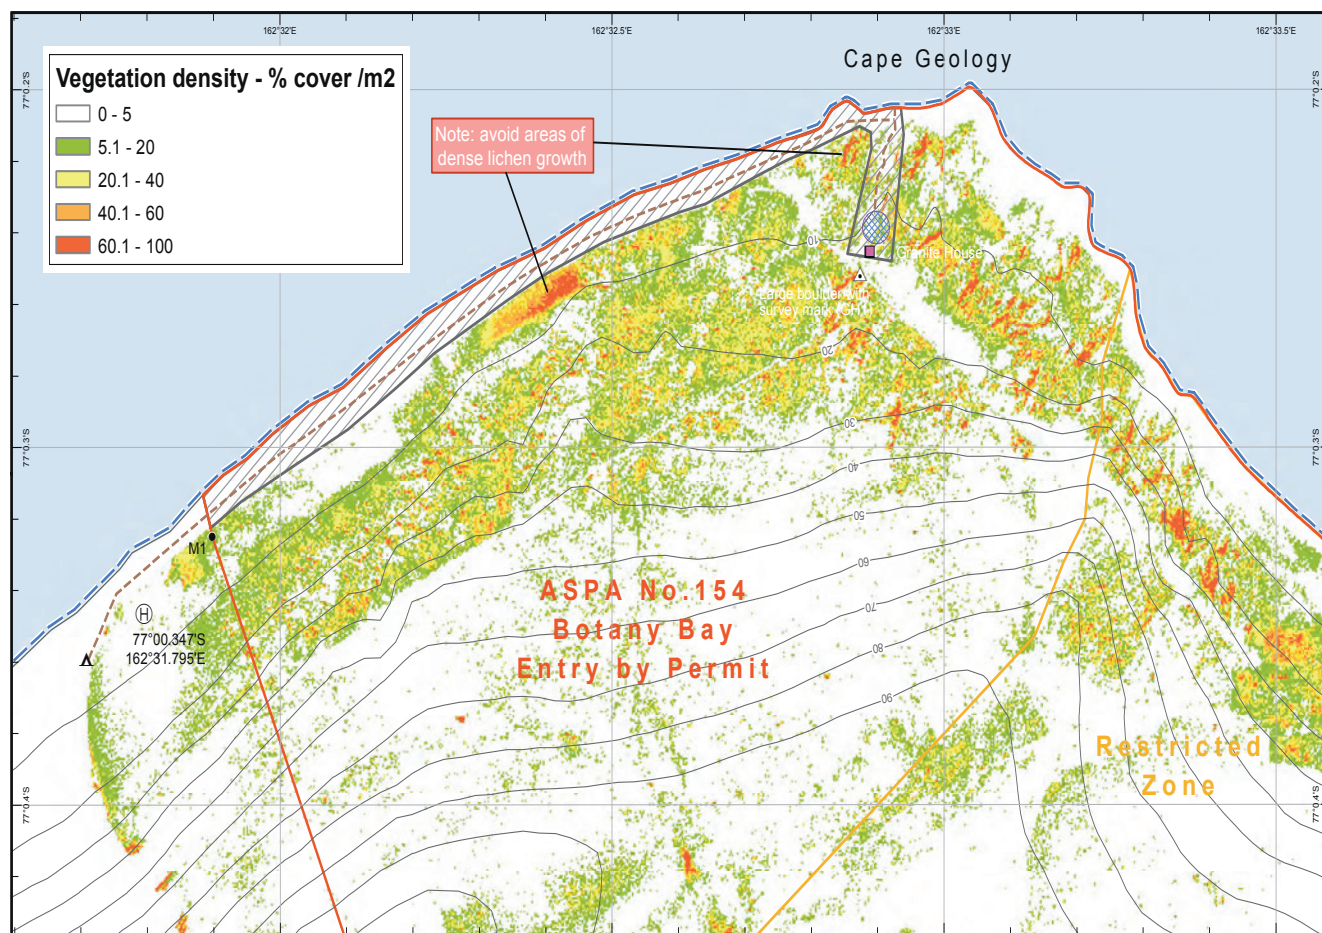 162°32'E
162°32.5'E
162°33'E
162°33.5'E
Cape Geology
Vegetation density - % cover /m2
0 - 5
5.1 - 20
20.1 - 40
40.1 - 60
60.1 - 100
77°0.2'S
77°0.2'S
Note: avoid areas of
dense lichen growth
10
Granite House
Large boulder with
survey mark (GH1)
20
30
77°0.3'S
77°0.3'S
40
50
M1
60
ASPA No.154
Botany Bay
Entry by Permit
70
80
90
H
77°00.347'S
162°31.795'E
Restricted
Zone
77°0.4'S
77°0.4'S